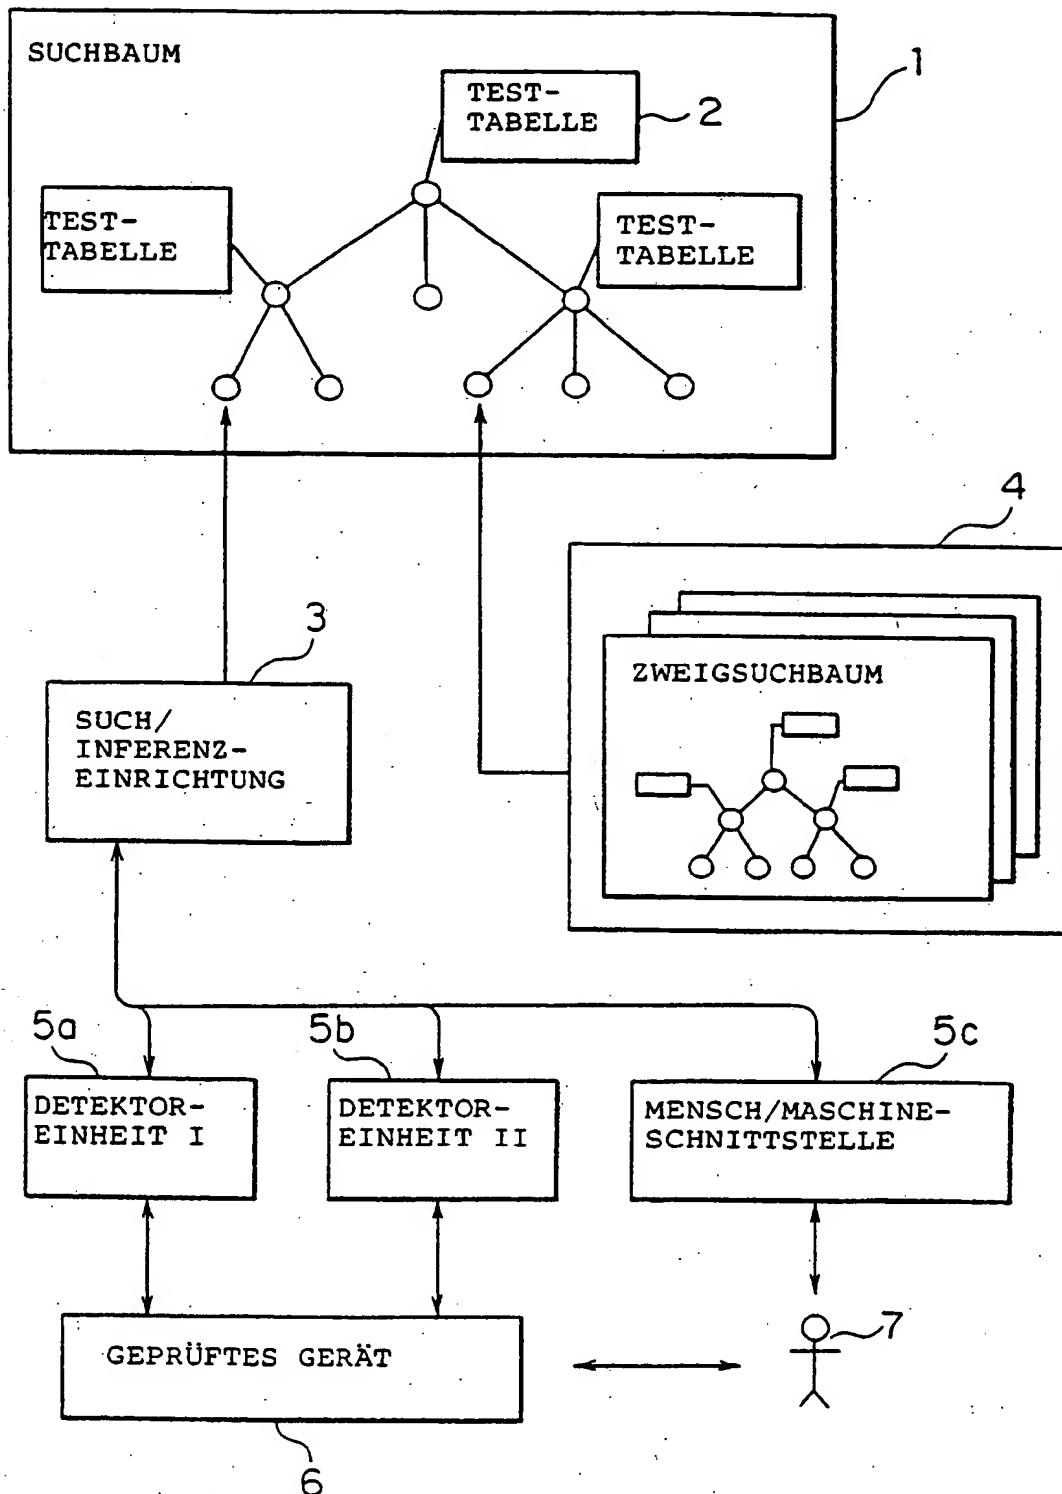 SUCHBAUM
1
TEST-
TABELLE
2
TEST-
TABELLE
TEST-
TABELLE
4
3
SUCH/
INFERENZ-
EINRICHTUNG
ZWEIGSUCHBAUM
5a
5b
5c
DETEKTOR-
EINHEIT I
DETEKTOR-
EINHEIT II
MENSCH/MASCHINE-
SCHNITTSTELLE
GEPRÜFTES GERÄT
7
6